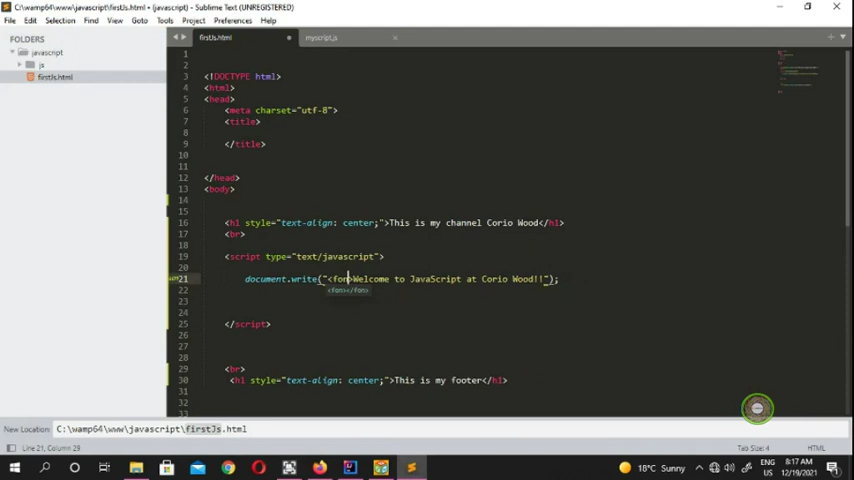 C:\wamp64\www\javascript\firstJs.html • (javascript) - Sublime Text (UNREGISTERED)
File Edit Selection Find View Goto Tools Project Preferences Help
FOLDERS
javascript
js
firstJs.html
firstJs.html
myscript.js
1
2
3 <!DOCTYPE html>
4 <html>
5 <head>
6 <meta charset="utf-8">
7 <title>
8
9 </title>
10
11
12 </head>
13 <body>
14
15
16 <h1 style="text-align: center;">This is my channel Corio Wood</h1>
17 <br>
18
19 <script type="text/javascript">
20
21 document.write("<fon>Welcome to JavaScript at Corio Wood!!");
<fon></fon>
22
23
24
25 </script>
26
27
28
29 <br>
30 <h1 style="text-align: center;">This is my footer</h1>
31
32
33
New Location: C:\wamp64\www\javascript\firstJs.html
Line 21, Column 29
Tab Size: 4
HTML
18°C Sunny
ENG
US
8:17 AM
12/19/2021